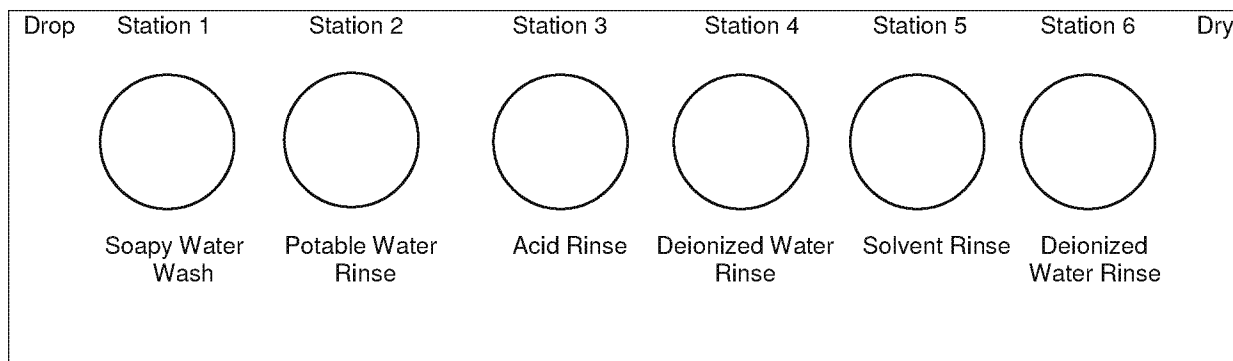 Drop Station 1 Station 2 Station 3 Station 4 Station 5 Station 6 Dry
Soapy Water Potable Water Acid Rinse Deionized Water Solvent Rinse Deionized
Wash Rinse Rinse Water Rinse